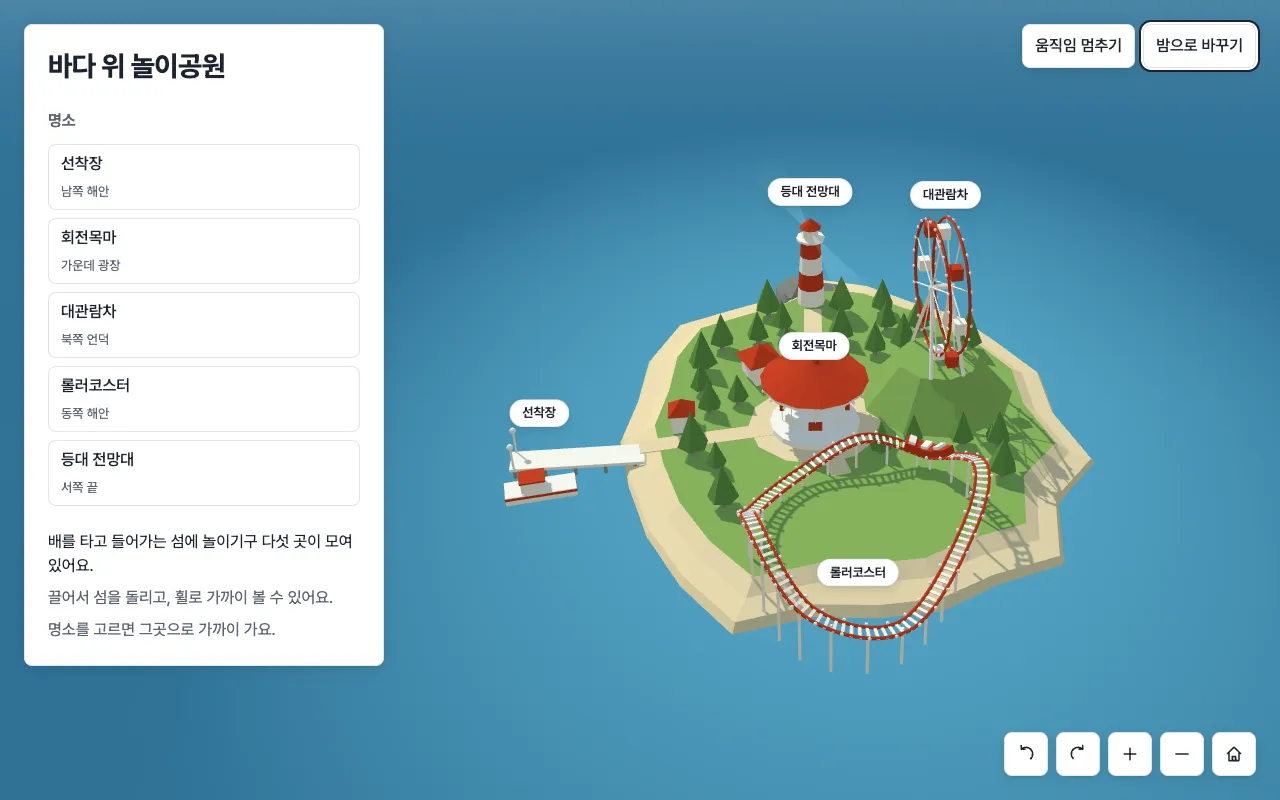 바다 위 놀이공원
명소
선착장
남쪽 해안
회전목마
가운데 광장
대관람차
북쪽 언덕
롤러코스터
동쪽 해안
등대 전망대
서쪽 끝
배를 타고 들어가는 섬에 놀이기구 다섯 곳이 모여
있어요.
끌어서 섬을 돌리고, 휠로 가까이 볼 수 있어요.
명소를 고르면 그곳으로 가까이 가요.
움직임 멈추기
밤으로 바꾸기
등대 전망대
대관람차
회전목마
선착장
롤러코스터